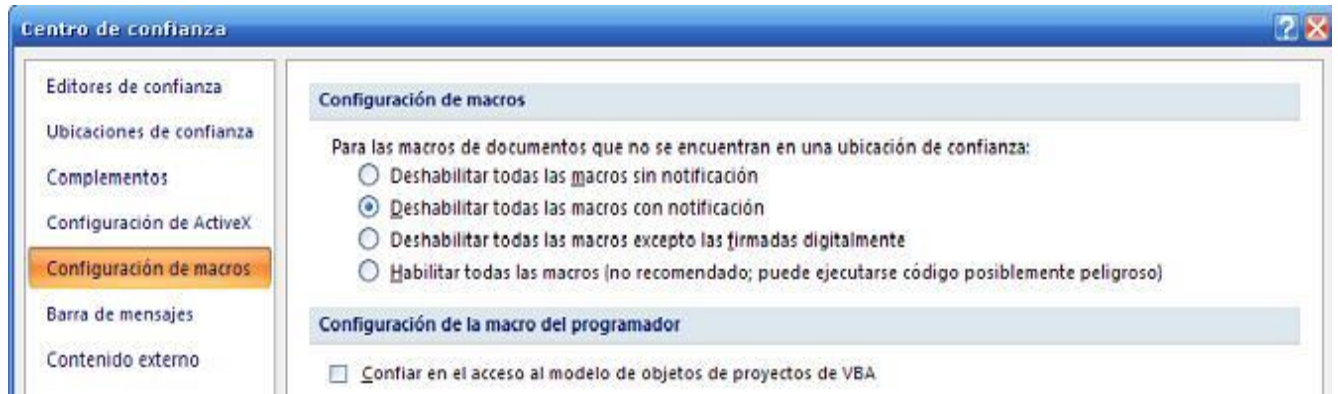 Centro de confianza
Editores de confianza
Ubicaciones de confianza
Complementos
Configuración de ActiveX
Configuración de macros
Barra de mensajes
Contenido externo
Configuración de macros
Para las macros de documentos que no se encuentran en una ubicación de confianza:
Deshabilitar todas las macros sin notificación
Deshabilitar todas las macros con notificación
Deshabilitar todas las macros excepto las firmadas digitalmente
Habilitar todas las macros (no recomendado; puede ejecutarse código posiblemente peligroso)
Configuración de la macro del programador
Confiar en el acceso al modelo de objetos de proyectos de VBA